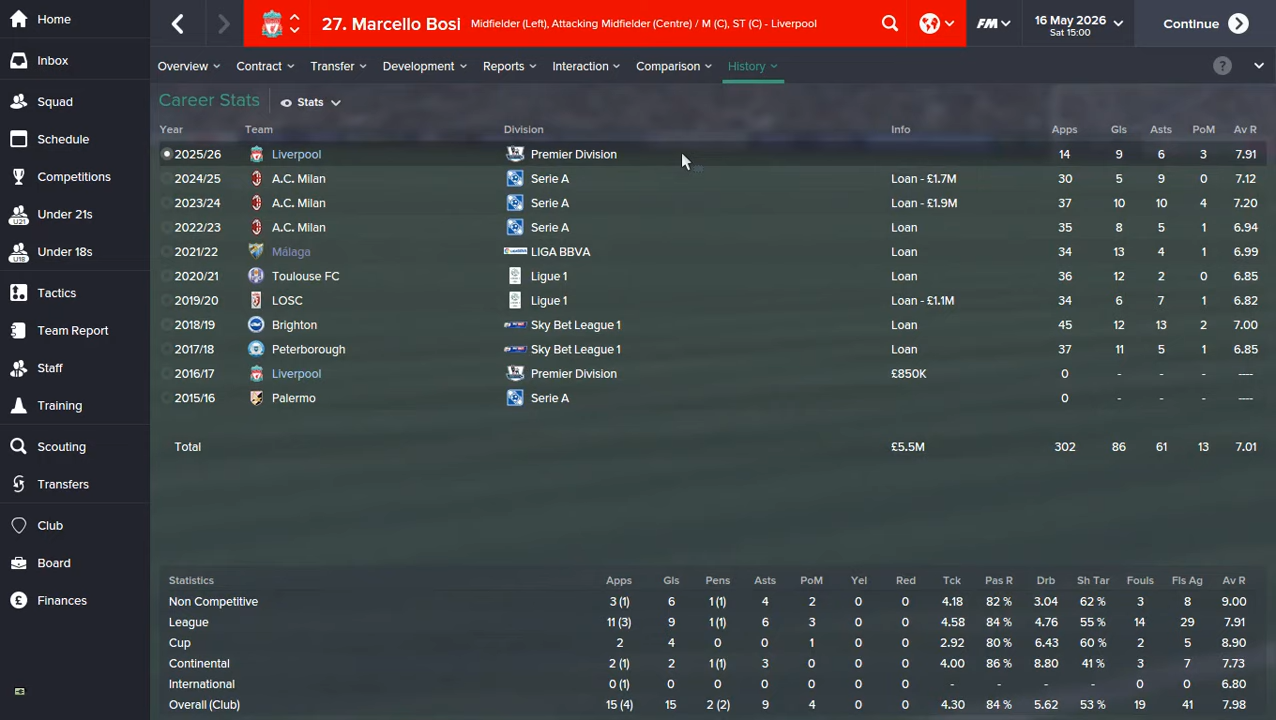 Home
Inbox
Squad
Schedule
Competitions
U21 Under 21s
U18 Under 18s
Tactics
Team Report
Staff
Training
Scouting
Transfers
Club
Board
£ Finances
27. Marcello Bosi Midfielder (Left), Attacking Midfielder (Centre) / M (C), ST (C) - Liverpool
FM
16 May 2026
Sat 15:00
Continue
Overview Contract Transfer Development Reports Interaction Comparison History ?
Career Stats Stats
Year Team Division Info Apps Gls Asts PoM Av R
2025/26 Liverpool Premier Division 14 9 6 3 7.91
2024/25 A.C. Milan Serie A Loan - £1.7M 30 5 9 0 7.12
2023/24 A.C. Milan Serie A Loan - £1.9M 37 10 10 4 7.20
2022/23 A.C. Milan Serie A Loan 35 8 5 1 6.94
2021/22 Málaga LIGA BBVA Loan 34 13 4 1 6.99
2020/21 Toulouse FC Ligue 1 Loan 36 12 2 0 6.85
2019/20 LOSC Ligue 1 Loan - £1.1M 34 6 7 1 6.82
2018/19 Brighton Sky Bet League 1 Loan 45 12 13 2 7.00
2017/18 Peterborough Sky Bet League 1 Loan 37 11 5 1 6.85
2016/17 Liverpool Premier Division £850K 0 - - - ----
2015/16 Palermo Serie A 0 - - - ----
Total £5.5M 302 86 61 13 7.01
Statistics Apps Gls Pens Asts PoM Yel Red Tck Pas R Drb Sh Tar Fouls Fls Ag Av R
Non Competitive 3 (1) 6 1 (1) 4 2 0 0 4.18 82 % 3.04 62 % 3 8 9.00
League 11 (3) 9 1 (1) 6 3 0 0 4.58 84 % 4.76 55 % 14 29 7.91
Cup 2 4 0 0 1 0 0 2.92 80 % 6.43 60 % 2 5 8.90
Continental 2 (1) 2 1 (1) 3 0 0 0 4.00 86 % 8.80 41 % 3 7 7.73
International 0 (1) 0 0 0 0 0 0 - - - - 0 0 6.80
Overall (Club) 15 (4) 15 2 (2) 9 4 0 0 4.30 84 % 5.62 53 % 19 41 7.98